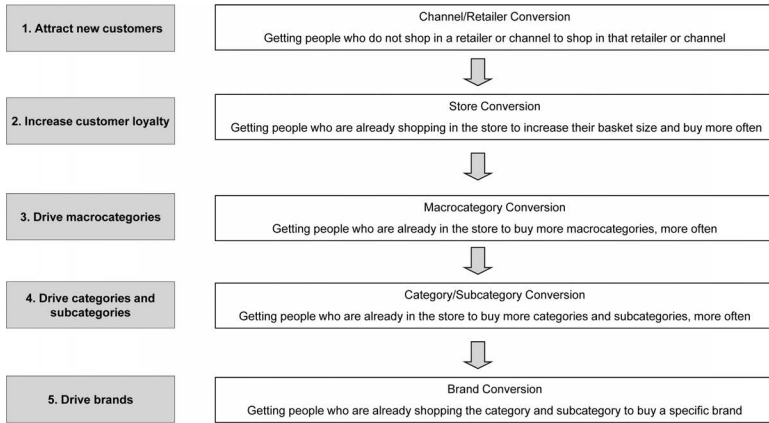 1. Attract new customers
Channel/Retailer Conversion
Getting people who do not shop in a retailer or channel to shop in that retailer or channel
2. Increase customer loyalty
Store Conversion
Getting people who are already shopping in the store to increase their basket size and buy more often
3. Drive macrocategories
Macrocategory Conversion
Getting people who are already in the store to buy more macrocategories, more often
4. Drive categories and
subcategories
Category/Subcategory Conversion
Getting people who are already in the store to buy more categories and subcategories, more often
5. Drive brands
Brand Conversion
Getting people who are already shopping the category and subcategory to buy a specific brand